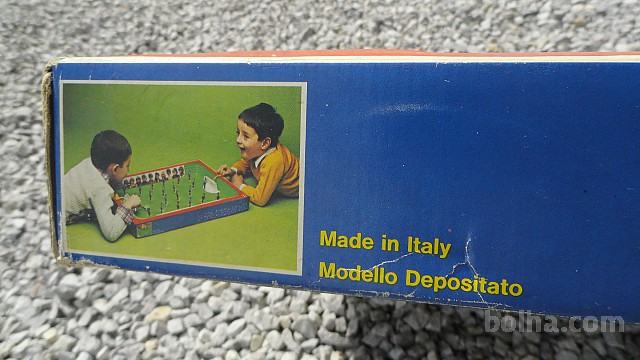 Made in Italy
Modello Depositato
bolha.com